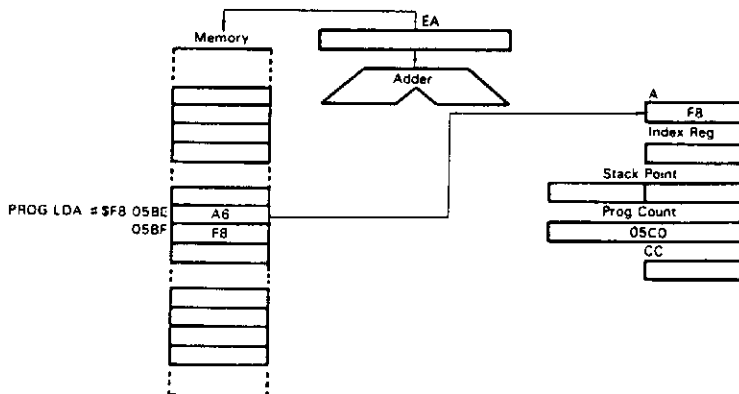 EA
Memory
Adder
A
F8
Index Reg
Stack Point
PROG LDA #$F8 05BE A6
Prog Count
05BF F8
05C0
CC